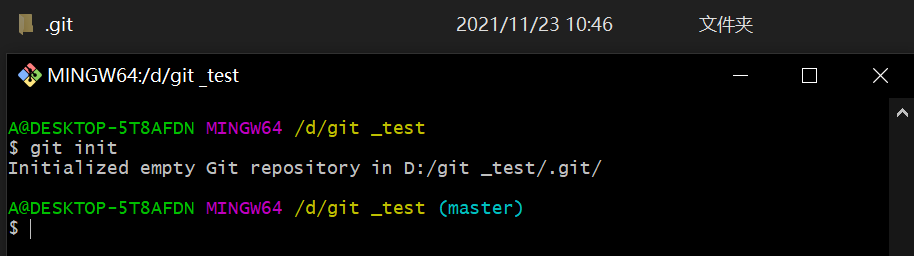 .git 2021/11/23 10:46 文件夹
MINGW64:/d/git _test
A@DESKTOP-5T8AFDN MINGW64 /d/git _test
$ git init
Initialized empty Git repository in D:/git _test/.git/
A@DESKTOP-5T8AFDN MINGW64 /d/git _test (master)
$